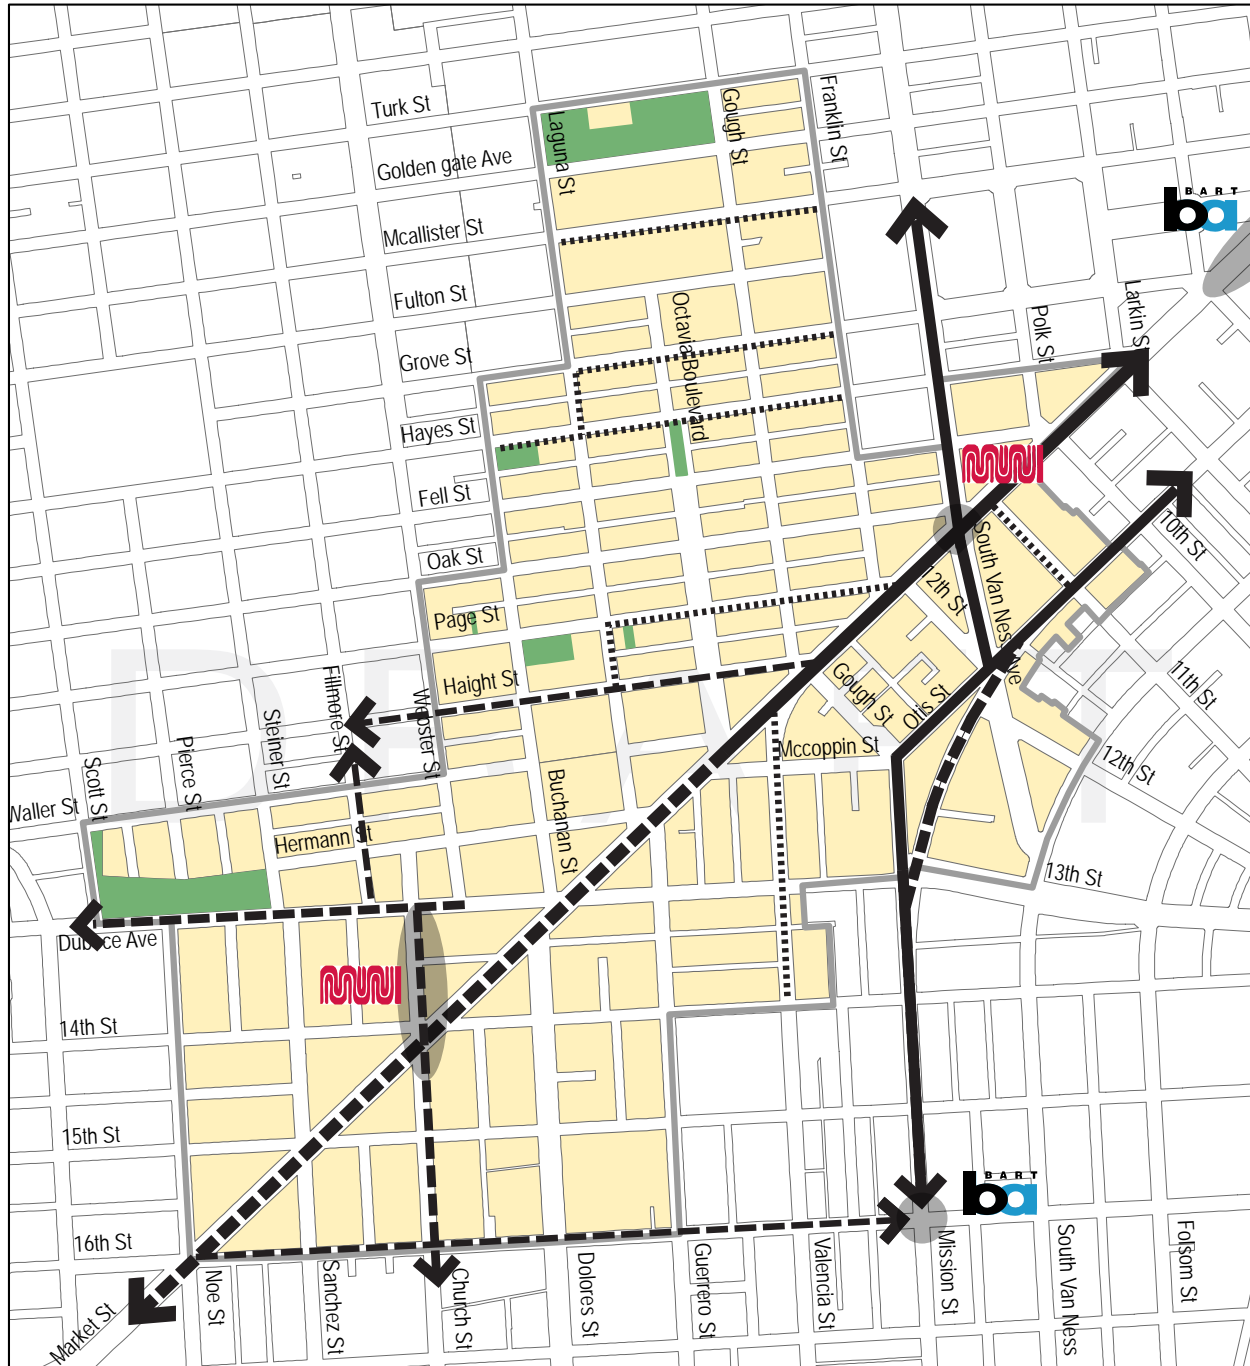 Turk St
Golden gate Ave
Mcallister St
Fulton St
Grove St
Hayes St
Fell St
Oak St
Page St
Haight St
Laguna St
Gough St
Franklin St
Octavia Boulevard
Polk St
Larkin St
BART
ba
MUNI
10th St
11th St
12th St
South Van Ness Ave
12th St
Gough St
Otis St
Mccoppin St
13th St
Fillmore St
Webster St
Steiner St
Pierce St
Scott St
Waller St
Hermann St
Buchanan St
Duboce Ave
MUNI
14th St
15th St
16th St
BART
ba
Market St
Noe St
Sanchez St
Church St
Dolores St
Guerrero St
Valencia St
Mission St
South Van Ness
Folsom St
DRAFT